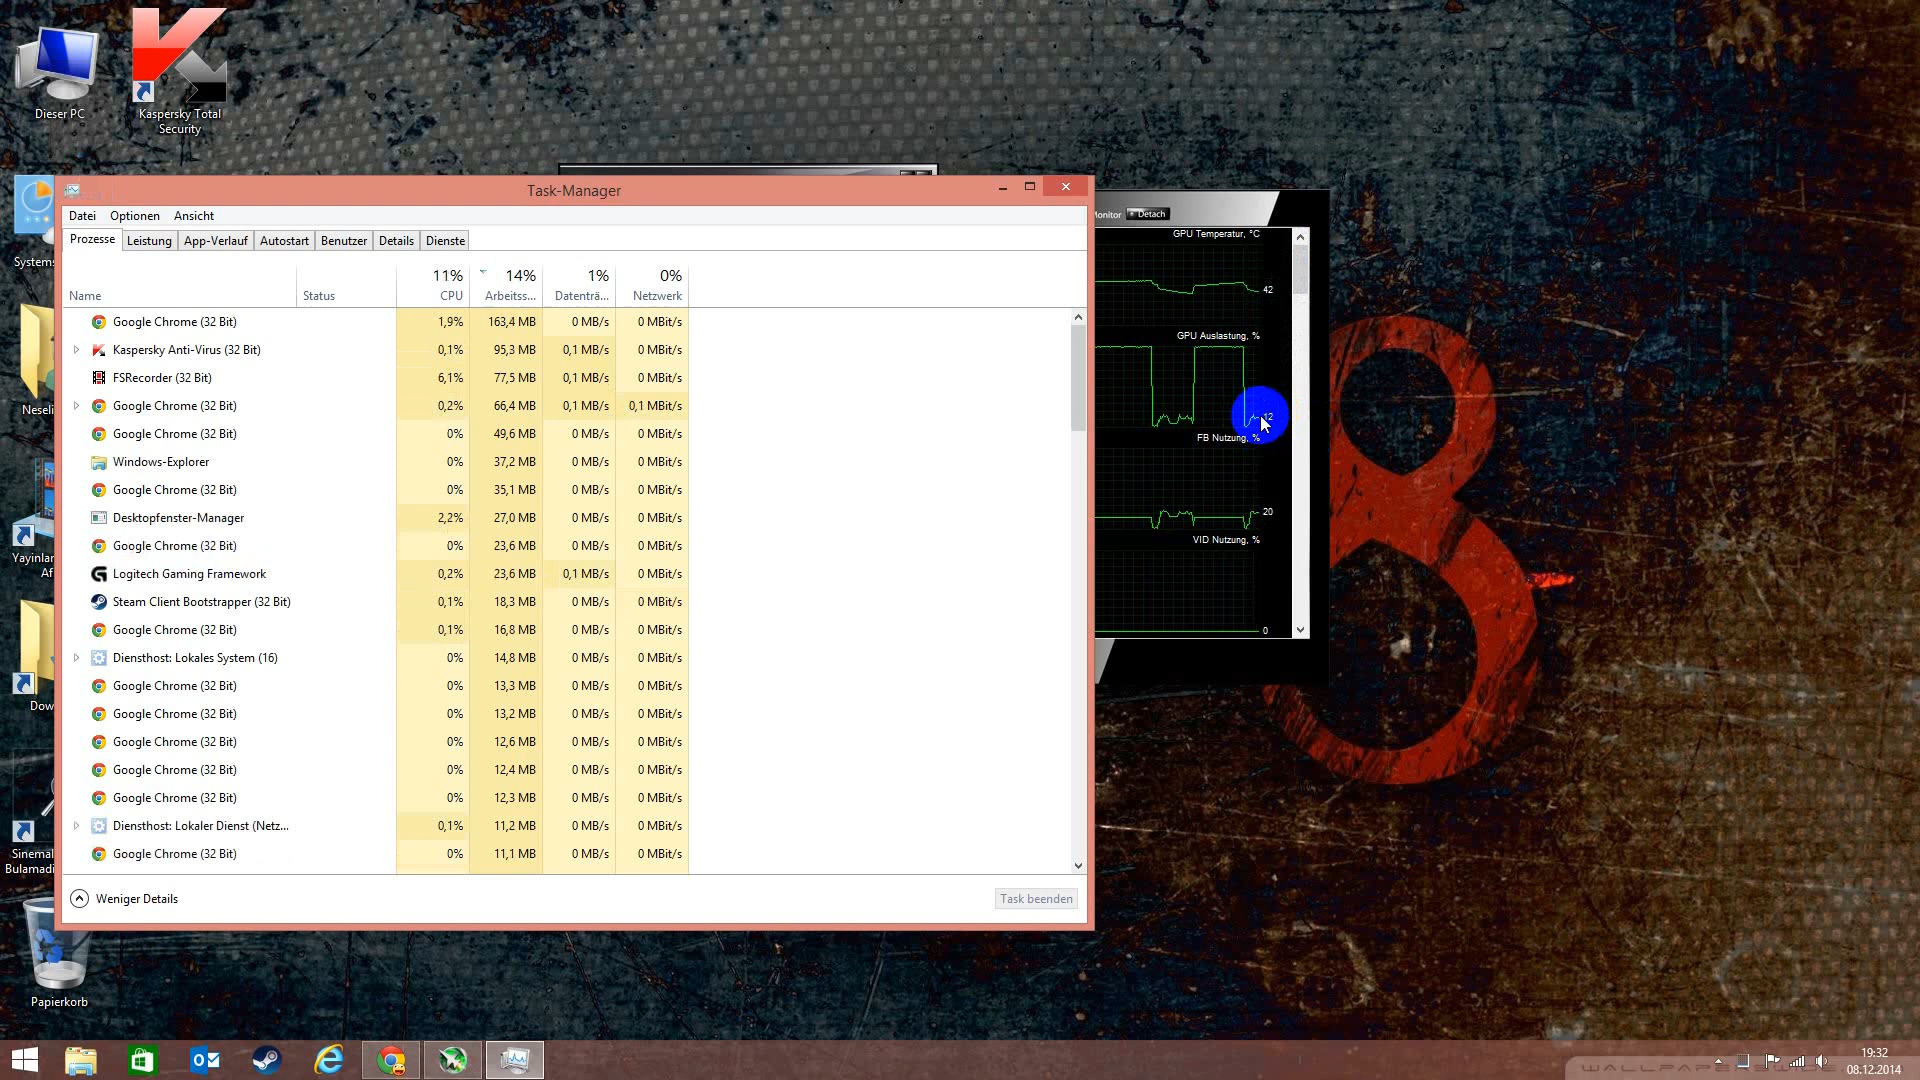 Dieser PC
Kaspersky Total
Security
Systems
Neseli
Yayinlar
Af
Dow
Sinemal
Bulamadi
Papierkorb
Task-Manager
Datei Optionen Ansicht
Prozesse Leistung App-Verlauf Autostart Benutzer Details Dienste
11% 14% 1% 0%
Name Status CPU Arbeitss... Datenträ... Netzwerk
Google Chrome (32 Bit) 1,9% 163,4 MB 0 MB/s 0 MBit/s
Kaspersky Anti-Virus (32 Bit) 0,1% 95,3 MB 0,1 MB/s 0 MBit/s
FSRecorder (32 Bit) 6,1% 77,5 MB 0,1 MB/s 0 MBit/s
Google Chrome (32 Bit) 0,2% 66,4 MB 0,1 MB/s 0,1 MBit/s
Google Chrome (32 Bit) 0% 49,6 MB 0 MB/s 0 MBit/s
Windows-Explorer 0% 37,2 MB 0 MB/s 0 MBit/s
Google Chrome (32 Bit) 0% 35,1 MB 0 MB/s 0 MBit/s
Desktopfenster-Manager 2,2% 27,0 MB 0 MB/s 0 MBit/s
Google Chrome (32 Bit) 0% 23,6 MB 0 MB/s 0 MBit/s
Logitech Gaming Framework 0,2% 23,6 MB 0,1 MB/s 0 MBit/s
Steam Client Bootstrapper (32 Bit) 0,1% 18,3 MB 0 MB/s 0 MBit/s
Google Chrome (32 Bit) 0,1% 16,8 MB 0 MB/s 0 MBit/s
Diensthost: Lokales System (16) 0% 14,8 MB 0 MB/s 0 MBit/s
Google Chrome (32 Bit) 0% 13,3 MB 0 MB/s 0 MBit/s
Google Chrome (32 Bit) 0% 13,2 MB 0 MB/s 0 MBit/s
Google Chrome (32 Bit) 0% 12,6 MB 0 MB/s 0 MBit/s
Google Chrome (32 Bit) 0% 12,4 MB 0 MB/s 0 MBit/s
Google Chrome (32 Bit) 0% 12,3 MB 0 MB/s 0 MBit/s
Diensthost: Lokaler Dienst (Netz... 0,1% 11,2 MB 0 MB/s 0 MBit/s
Google Chrome (32 Bit) 0% 11,1 MB 0 MB/s 0 MBit/s
Weniger Details
Task beenden
Monitor Detach
GPU Temperatur, °C
42
GPU Auslastung, %
12
FB Nutzung, %
20
VID Nutzung, %
0
19:32
08.12.2014